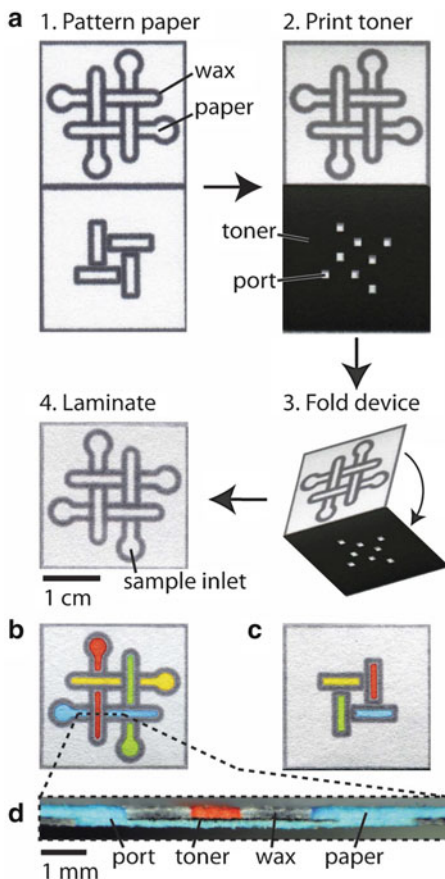 a
1. Pattern paper
2. Print toner
wax
paper
toner
port
4. Laminate
3. Fold device
sample inlet
1 cm
b
c
d
port toner wax paper
1 mm